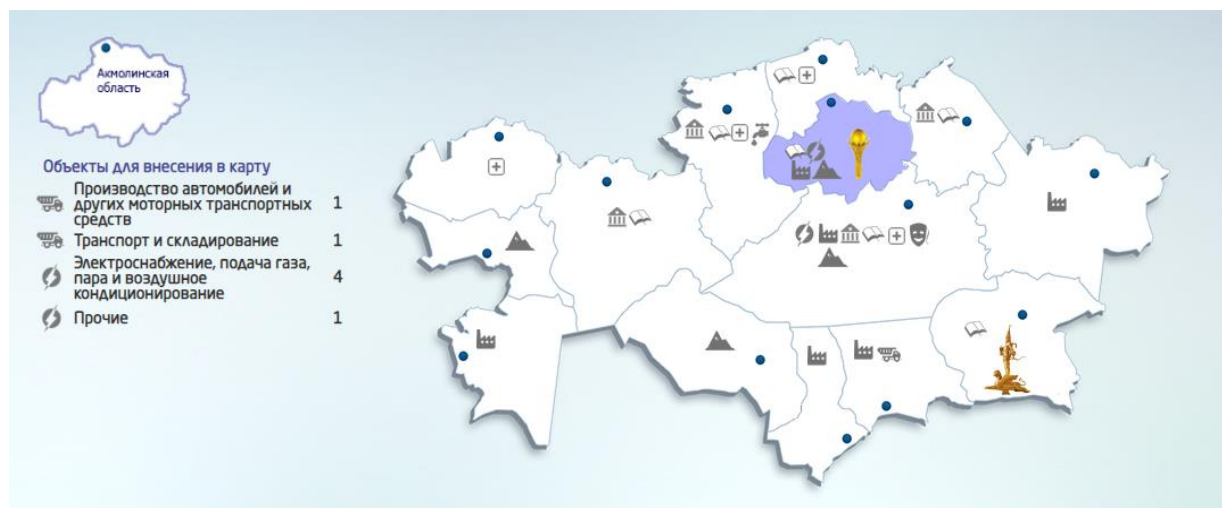 Акмолинская
область
Объекты для внесения в карту
Производство автомобилей и
других моторных транспортных
средств
1
Транспорт и складирование 1
Электроснабжение, подача газа,
пара и воздушное
кондиционирование
4
Прочие 1